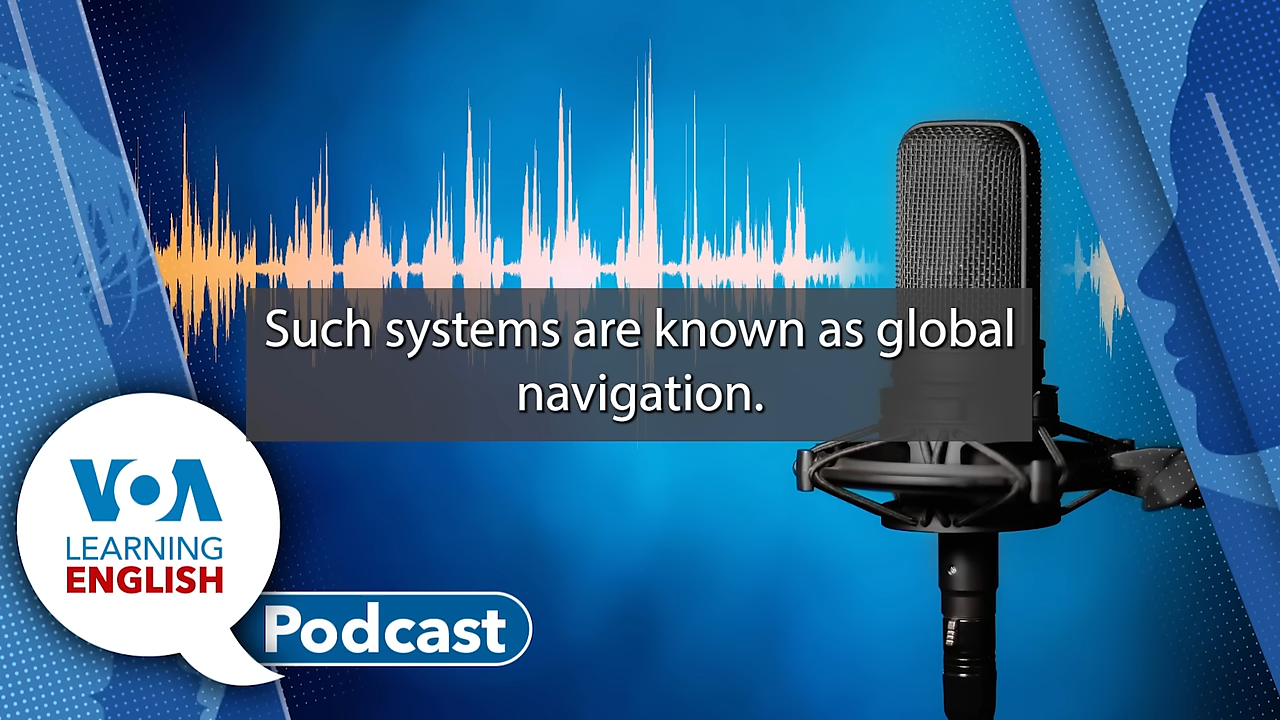 Such systems are known as global
navigation.
VOA
LEARNING
ENGLISH
Podcast